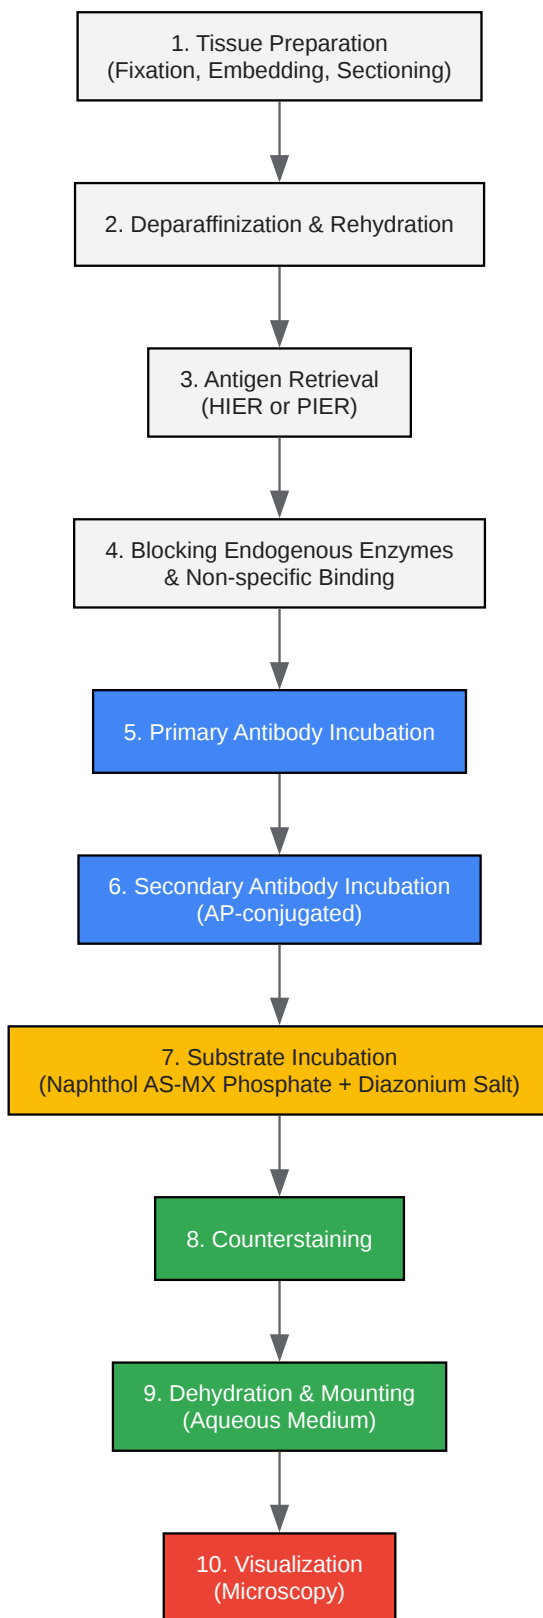 1. Tissue Preparation
(Fixation, Embedding, Sectioning)
2. Deparaffinization & Rehydration
3. Antigen Retrieval
(HIER or PIER)
4. Blocking Endogenous Enzymes
& Non-specific Binding
5. Primary Antibody Incubation
6. Secondary Antibody Incubation
(AP-conjugated)
7. Substrate Incubation
(Naphthol AS-MX Phosphate + Diazonium Salt)
8. Counterstaining
9. Dehydration & Mounting
(Aqueous Medium)
10. Visualization
(Microscopy)